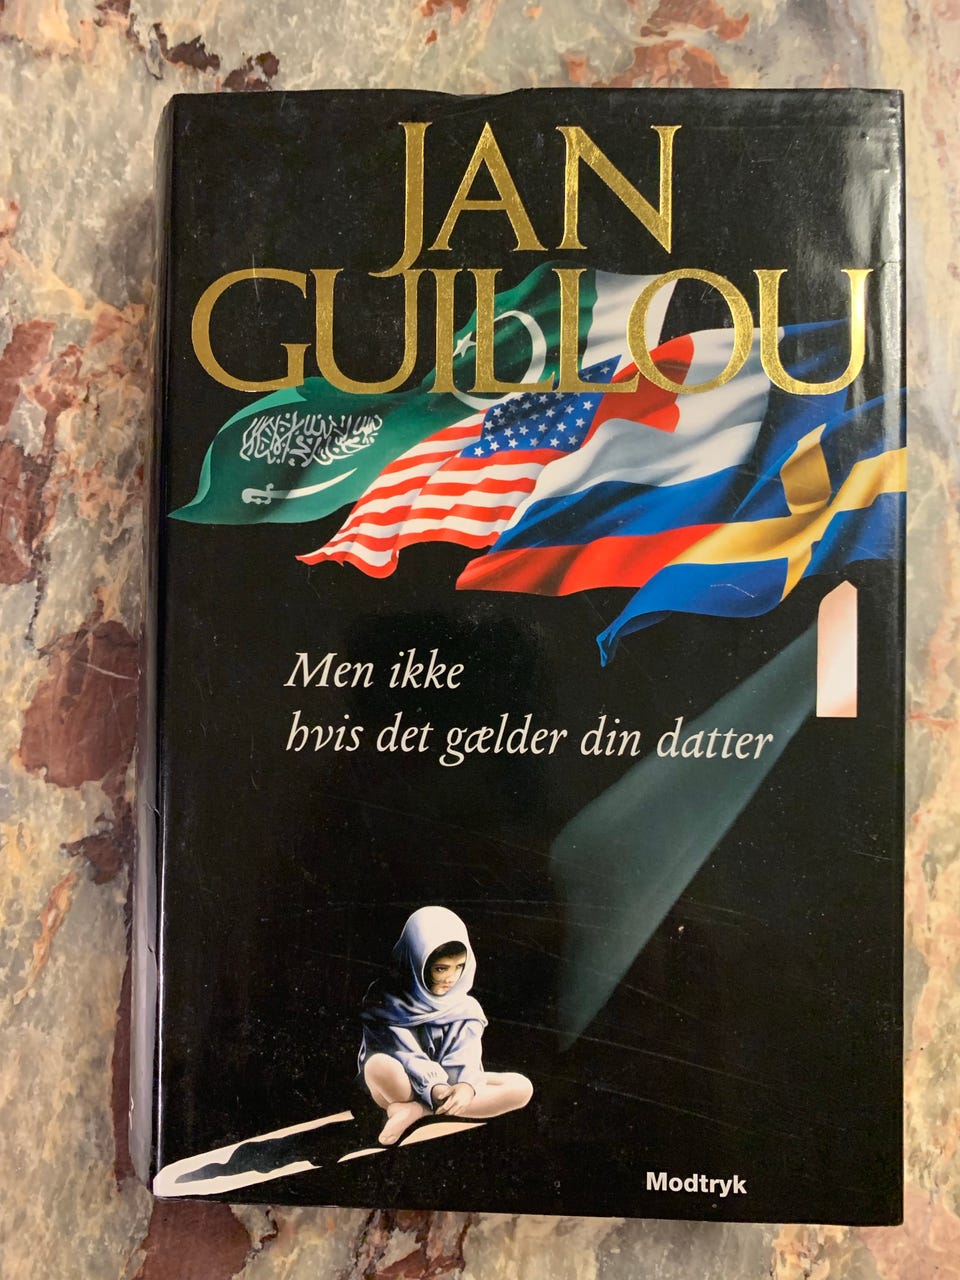 JAN
GUILLOU
Men ikke
hvis det gælder din datter
Modtryk